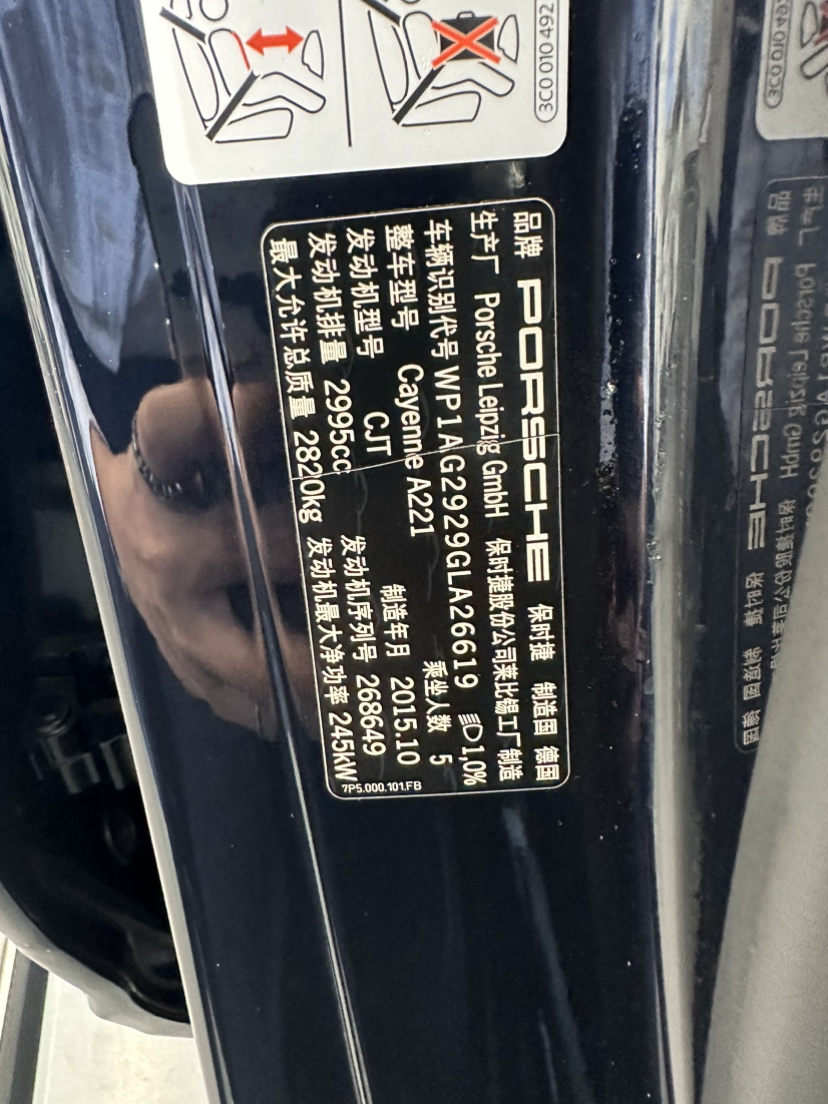 3C0 010 492
品牌 PORSCHE 保时捷 制造国 德国
生产厂 Porsche Leipzig GmbH 保时捷股份公司莱比锡工厂制造
车辆识别代号 WP1AG2929GLA26619 1,0%
整车型号 Cayenne A221 乘坐人数 5
发动机型号 CJT 制造年月 2015.10
发动机排量 2995cc 发动机序列号 268649
最大允许总质量 2820kg 发动机最大净功率 245kW
7P5.000.101.FB